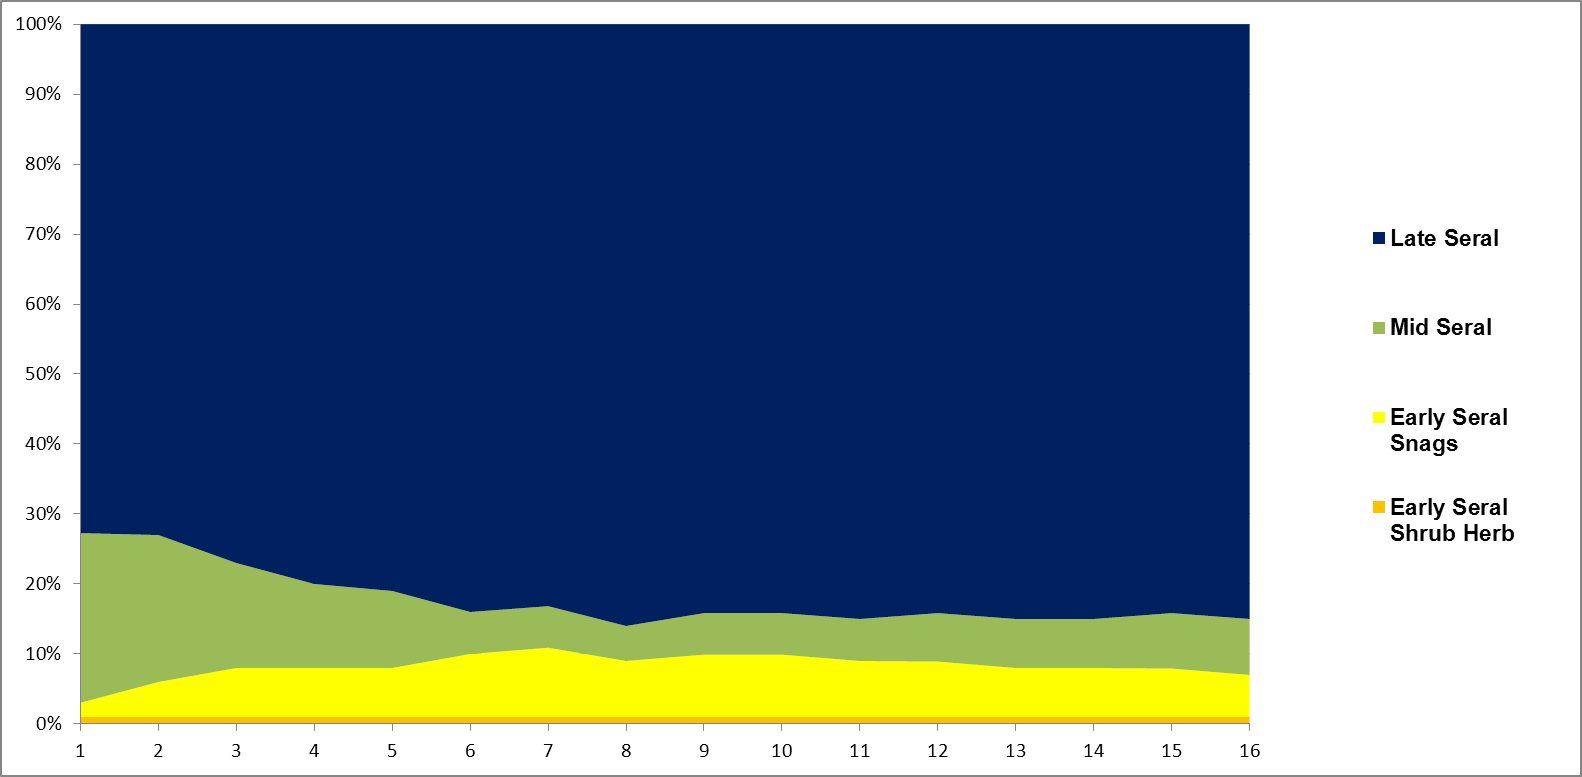 100%
90%
80%
70%
60%
50%
40%
30%
20%
10%
0%
1 2 3 4 5 6 7 8 9 10 11 12 13 14 15 16
Late Seral
Mid Seral
Early Seral
Snags
Early Seral
Shrub Herb